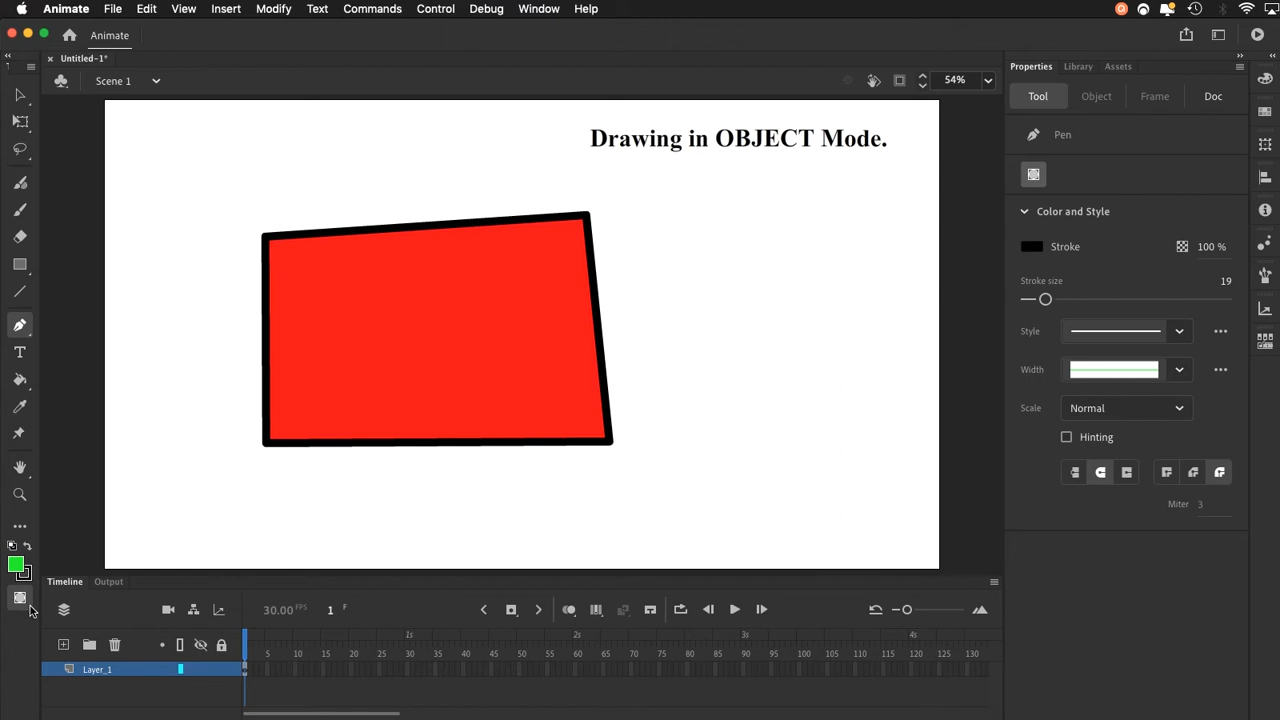 Animate File Edit View Insert Modify Text Commands Control Debug Window Help
Animate
Untitled-1*
Scene 1
54%
Properties Library Assets
Tool Object Frame Doc
Pen
Color and Style
Stroke 100 %
Stroke size 19
Style
Width
Scale Normal
Hinting
Miter 3
Drawing in OBJECT Mode.
Timeline Output
30.00 FPS 1 F
1s 2s 3s 4s
5 10 15 20 25 30 35 40 45 50 55 60 65 70 75 80 85 90 95 100 105 110 115 120 125 130
Layer_1